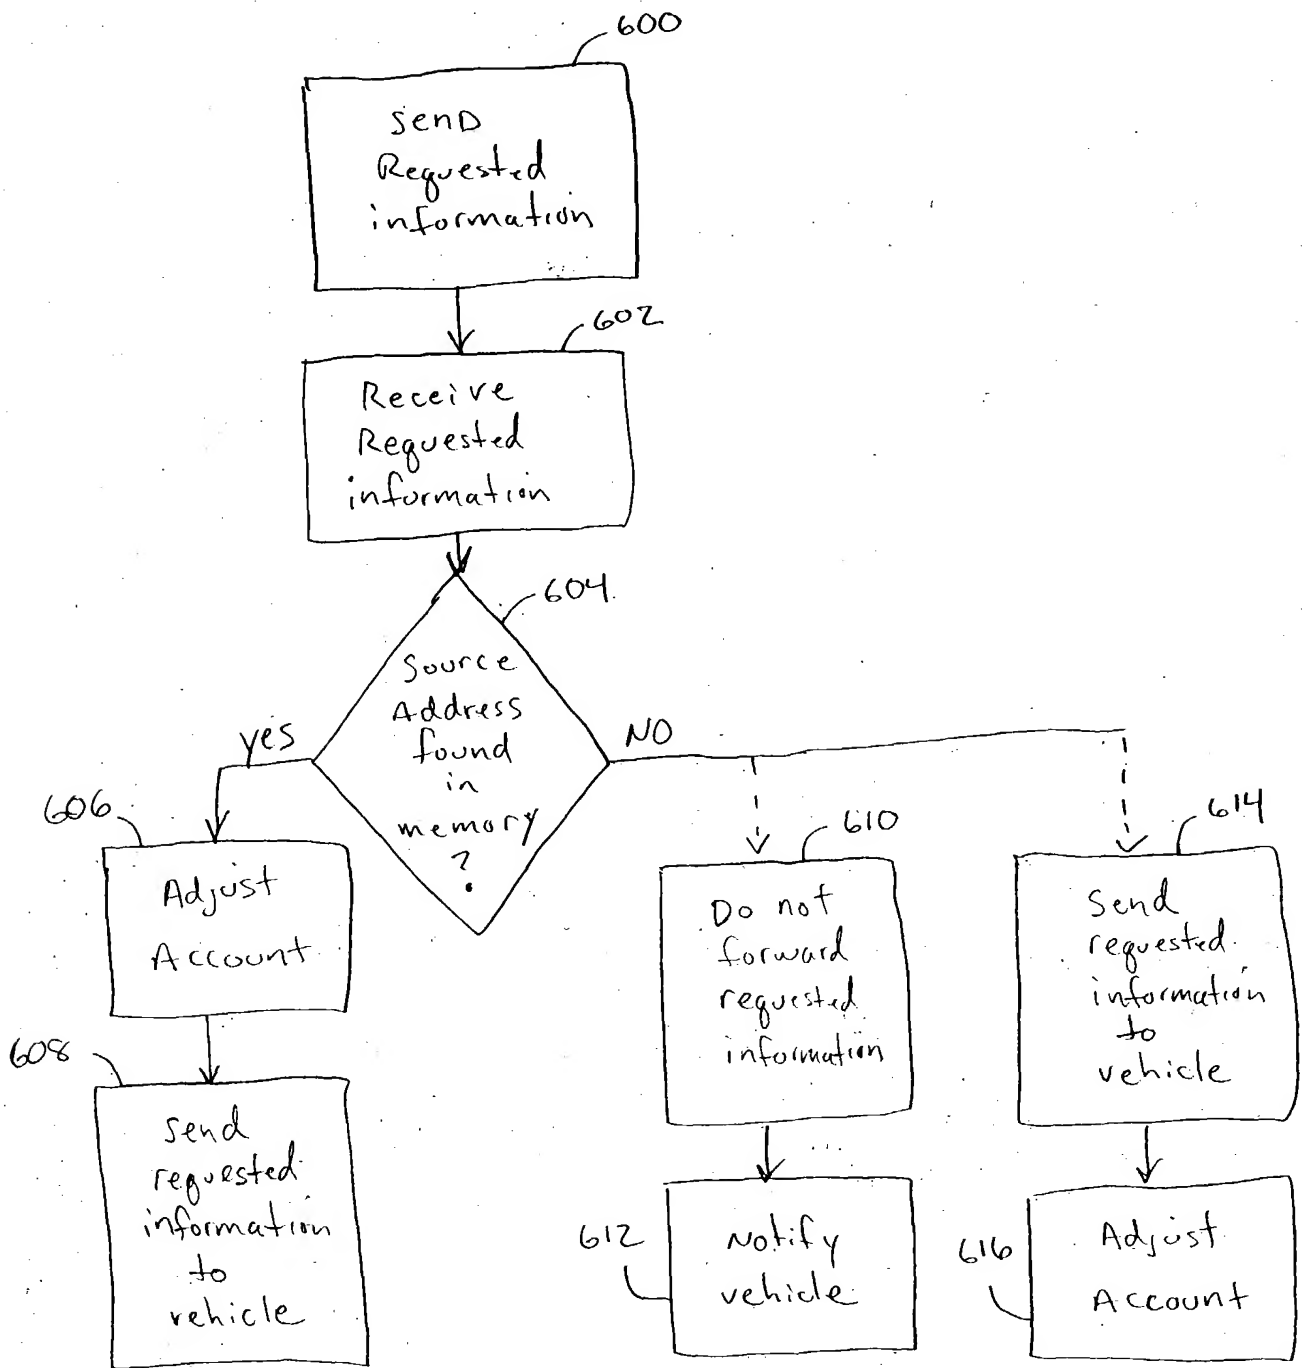 600
SenD
Requested
information
602
Receive
Requested
information
604
Source
Address
found
in
memory
?
yes
NO
606
Adjust
Account
608
Send
requested
information
to
vehicle
610
Do not
forward
requested
information
612
Notify
vehicle
614
Send
requested
information
to
vehicle
616
Adjust
Account